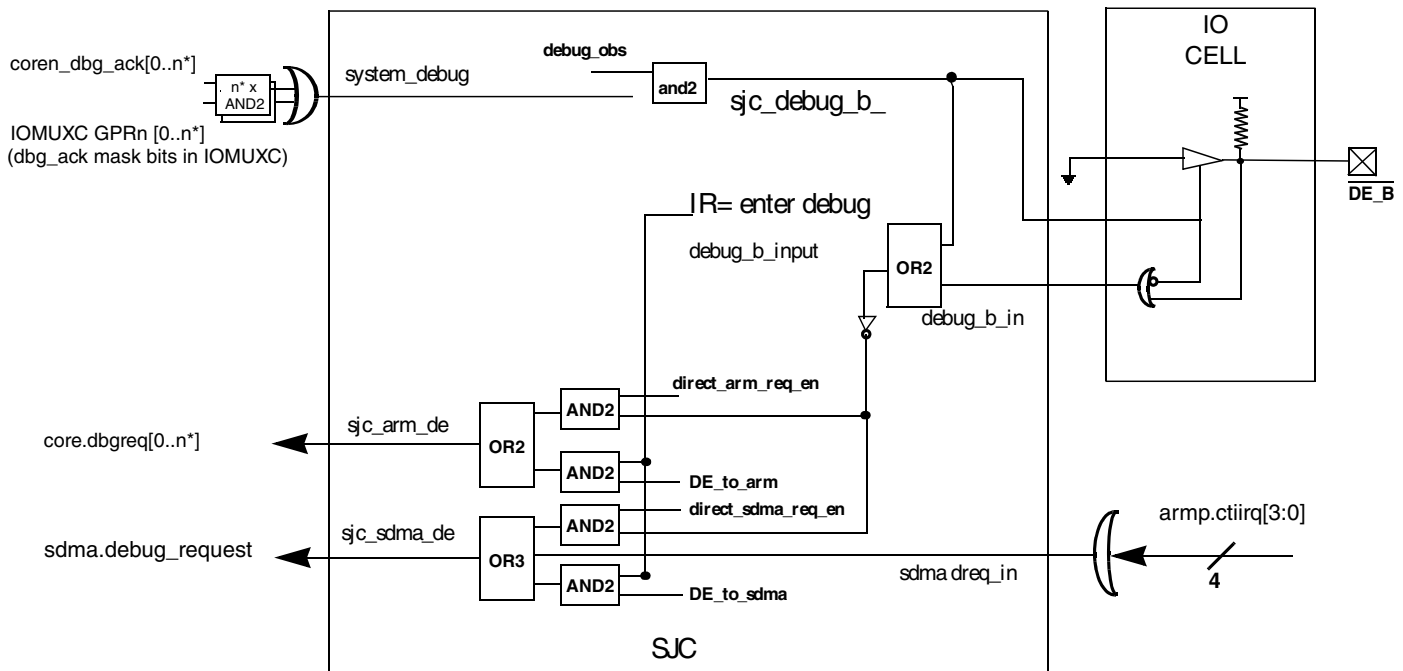 IO
CELL
debug_obs
coren_dbg_ack[0..n*]
system_debug
n* x
AND2
and2
sjc_debug_b_
IOMUXC GPRn [0..n*]
(dbg_ack mask bits in IOMUXC)
DE_B
IR= enter debug
debug_b_input
OR2
debug_b_in
direct_arm_req_en
AND2
sjc_arm_de
core.dbgreq[0..n*]
OR2
AND2
DE_to_arm
direct_sdma_req_en
AND2
armp.ctiirq[3:0]
sjc_sdma_de
sdma.debug_request
OR3
sdma dreq_in
4
AND2
DE_to_sdma
SJC